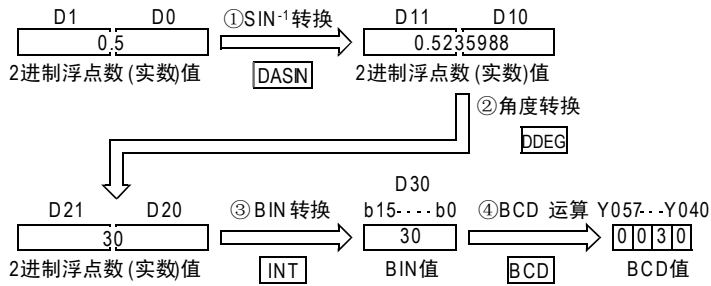 D1 D0 ①SIN⁻¹转换 D11 D10
0.5 0.5235988
2进制浮点数(实数)值 DASIN 2进制浮点数(实数)值
②角度转换
DDEG
D30
D21 D20 ③BIN转换 b15----b0 ④BCD 运算 Y057---Y040
30 30 0 0 3 0
2进制浮点数(实数)值 INT BIN值 BCD BCD值